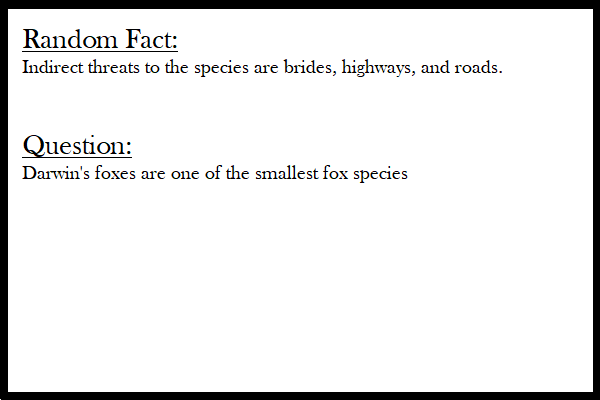 Random Fact:
Indirect threats to the species are brides, highways, and roads.
Question:
Darwin's foxes are one of the smallest fox species